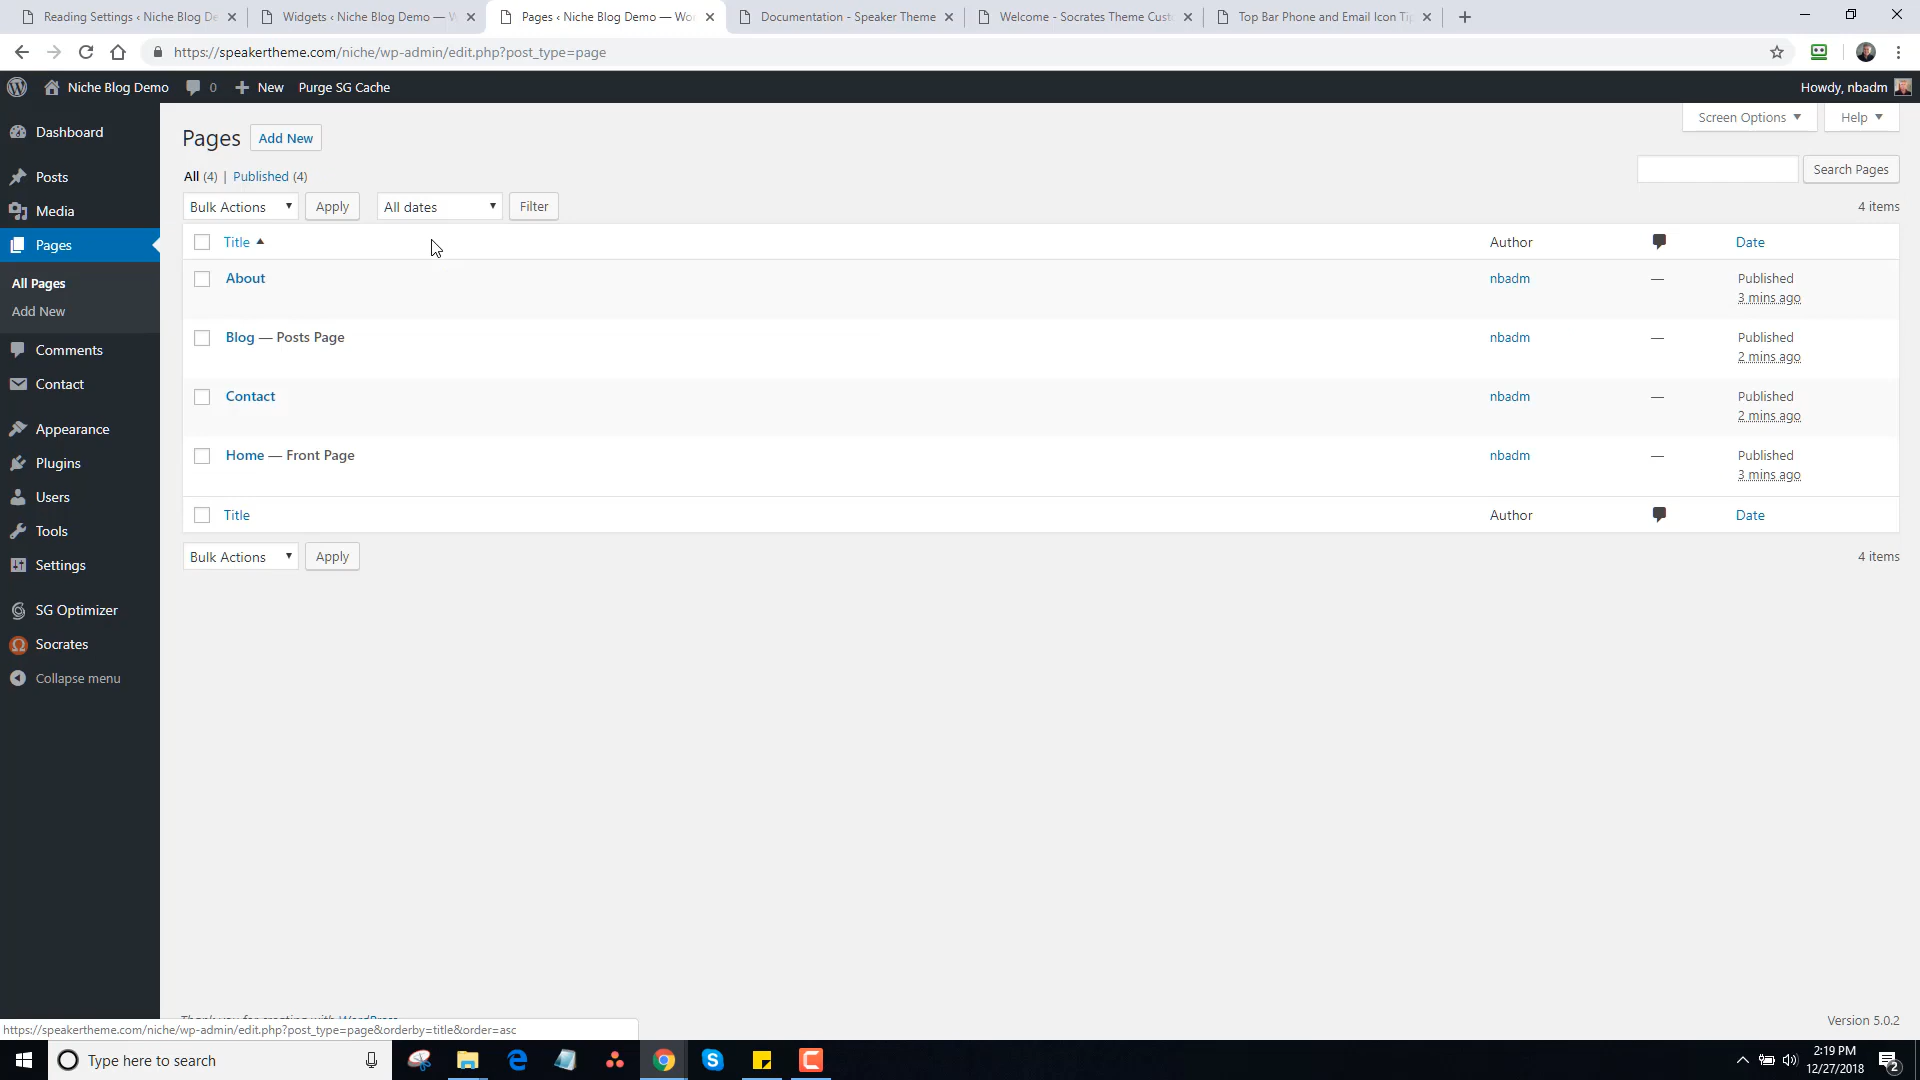 Reading Settings ‹ Niche Blog De
Widgets ‹ Niche Blog Demo — W
Pages ‹ Niche Blog Demo — Wo
Documentation - Speaker Theme
Welcome - Socrates Theme Cust
Top Bar Phone and Email Icon Ti
https://speakertheme.com/niche/wp-admin/edit.php?post_type=page
Niche Blog Demo 0 New Purge SG Cache Howdy, nbadm
Dashboard
Posts
Media
Pages
All Pages
Add New
Comments
Contact
Appearance
Plugins
Users
Tools
Settings
SG Optimizer
Socrates
Collapse menu
Screen Options Help
Pages Add New
All (4) | Published (4)
Search Pages
Bulk Actions Apply All dates Filter 4 items
Title Author Date
About nbadm — Published
3 mins ago
Blog — Posts Page nbadm — Published
2 mins ago
Contact nbadm — Published
2 mins ago
Home — Front Page nbadm — Published
3 mins ago
Title Author Date
Bulk Actions Apply 4 items
Version 5.0.2
https://speakertheme.com/niche/wp-admin/edit.php?post_type=page&orderby=title&order=asc
Type here to search
2:19 PM
12/27/2018
2